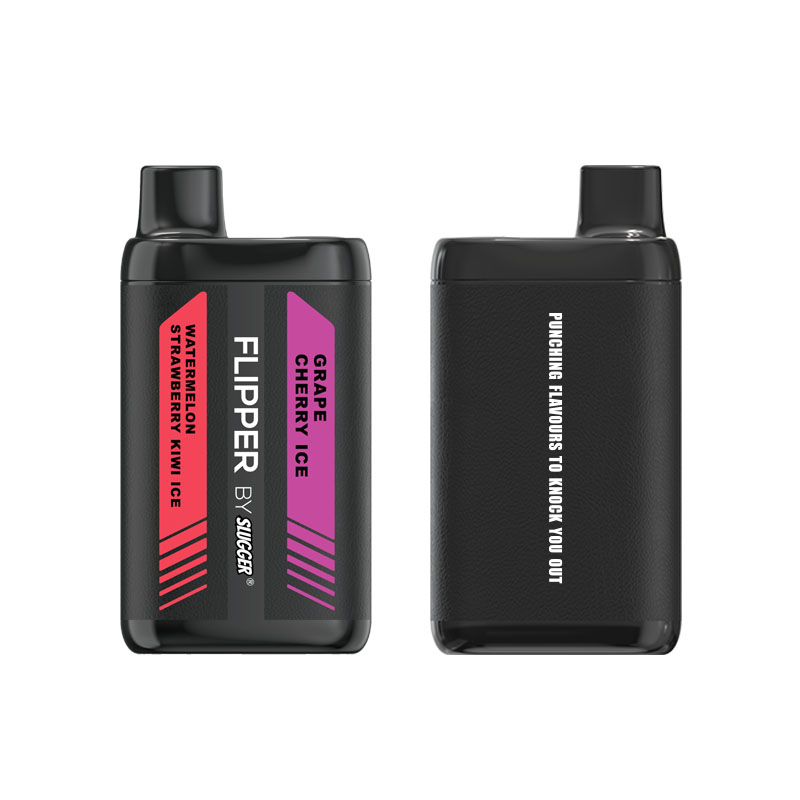 WATERMELON
STRAWBERRY KIWI ICE
FLIPPER BY SLUGGER®
GRAPE
CHERRY ICE
PUNCHING FLAVOURS TO KNOCK YOU OUT